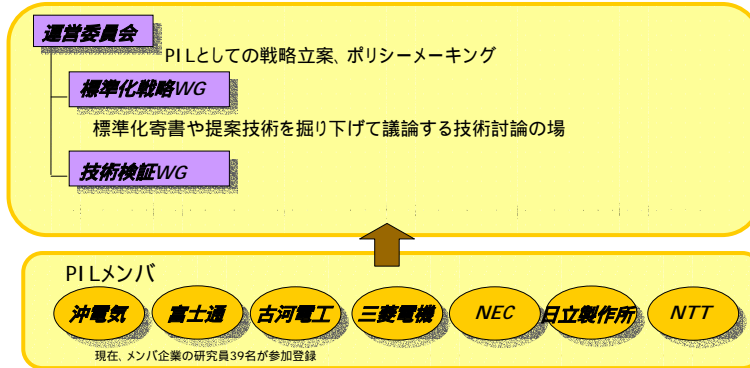 運営委員会
PILとしての戦略立案、ポリシーメーキング
標準化戦略WG
標準化寄書や提案技術を掘り下げて議論する技術討論の場
技術検証WG
PILメンバ
沖電気 富士通 古河電工 三菱電機 NEC 日立製作所 NTT
現在、メンバ企業の研究員39名が参加登録